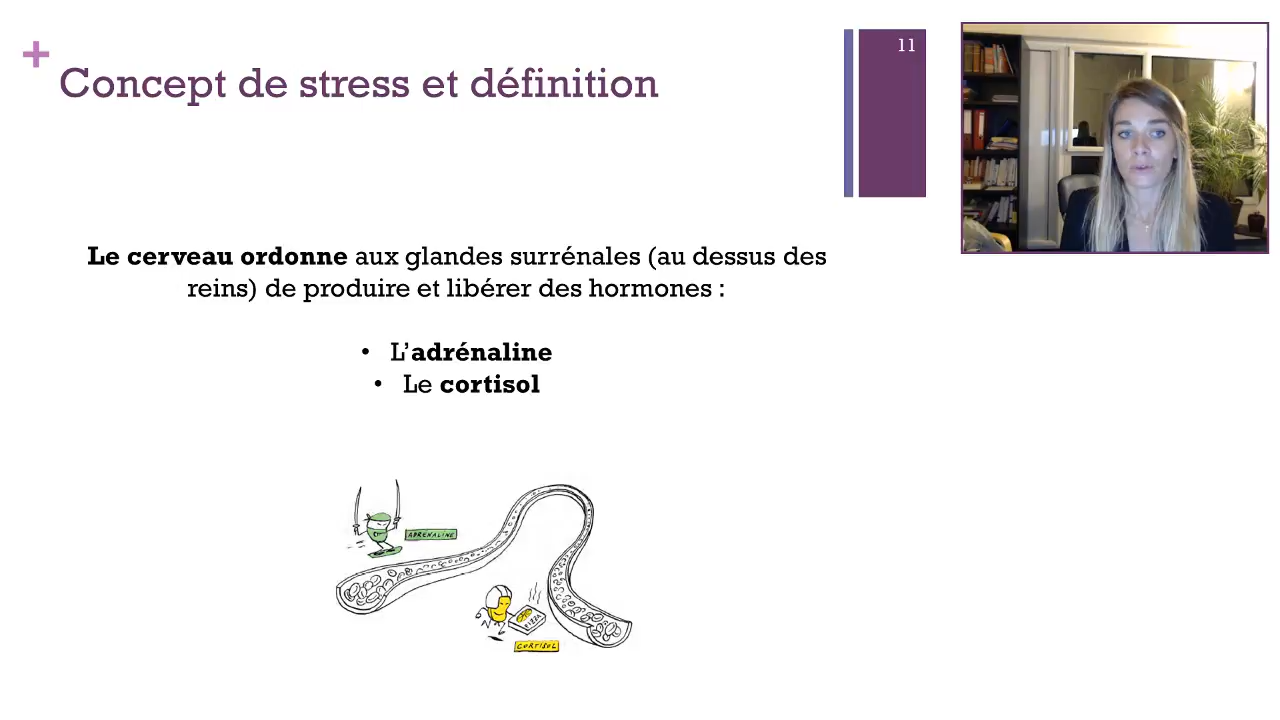 +
Concept de stress et définition
11
Le cerveau ordonne aux glandes surrénales (au dessus des
reins) de produire et libérer des hormones :
• L’adrénaline
• Le cortisol
ADRENALINE
PIZZA
CORTISOL